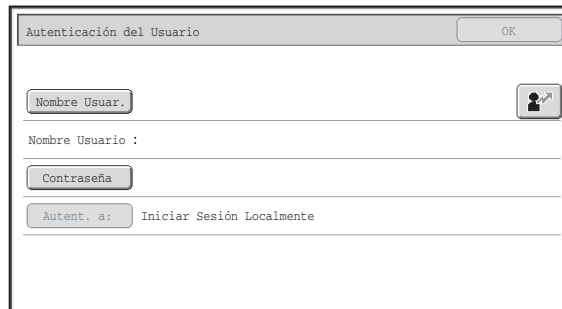 Autenticación del Usuario OK
Nombre Usuar.
Nombre Usuario :
Contraseña
Autent. a: Iniciar Sesión Localmente